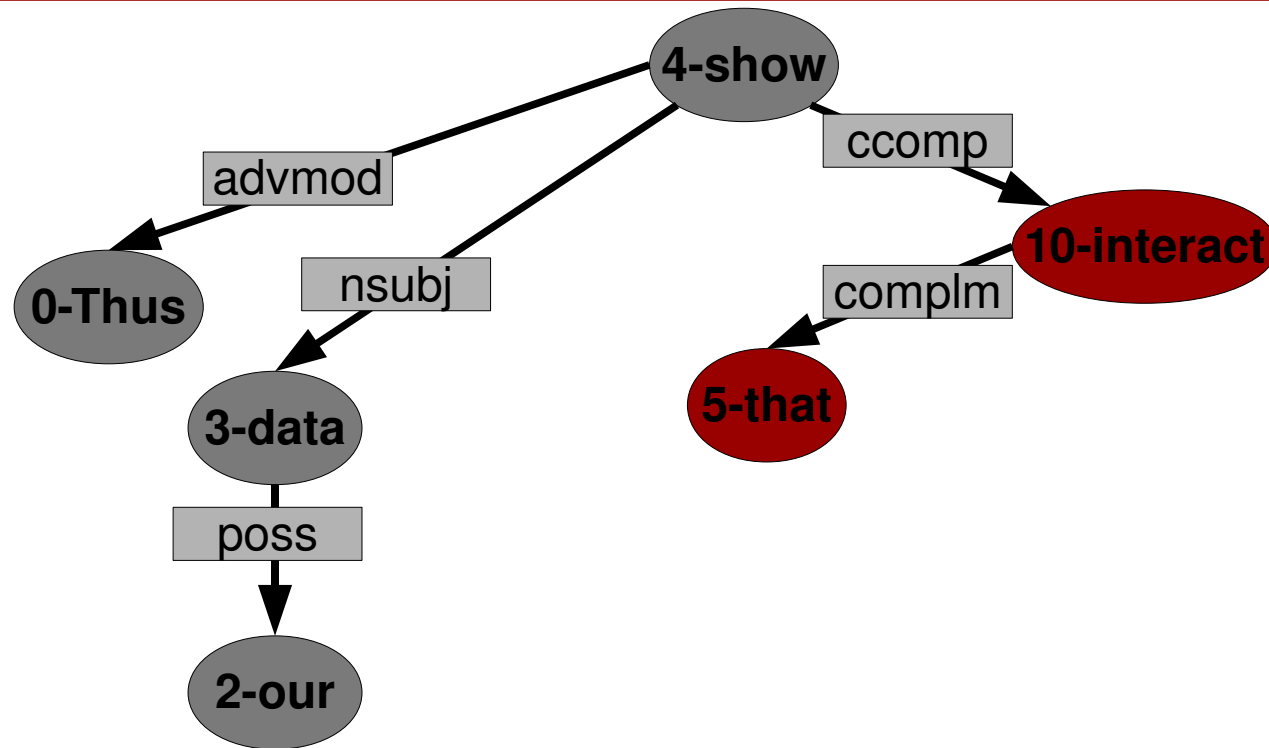 4-show
ccomp
advmod
10-interact
nsubj
complm
0-Thus
5-that
3-data
poss
2-our